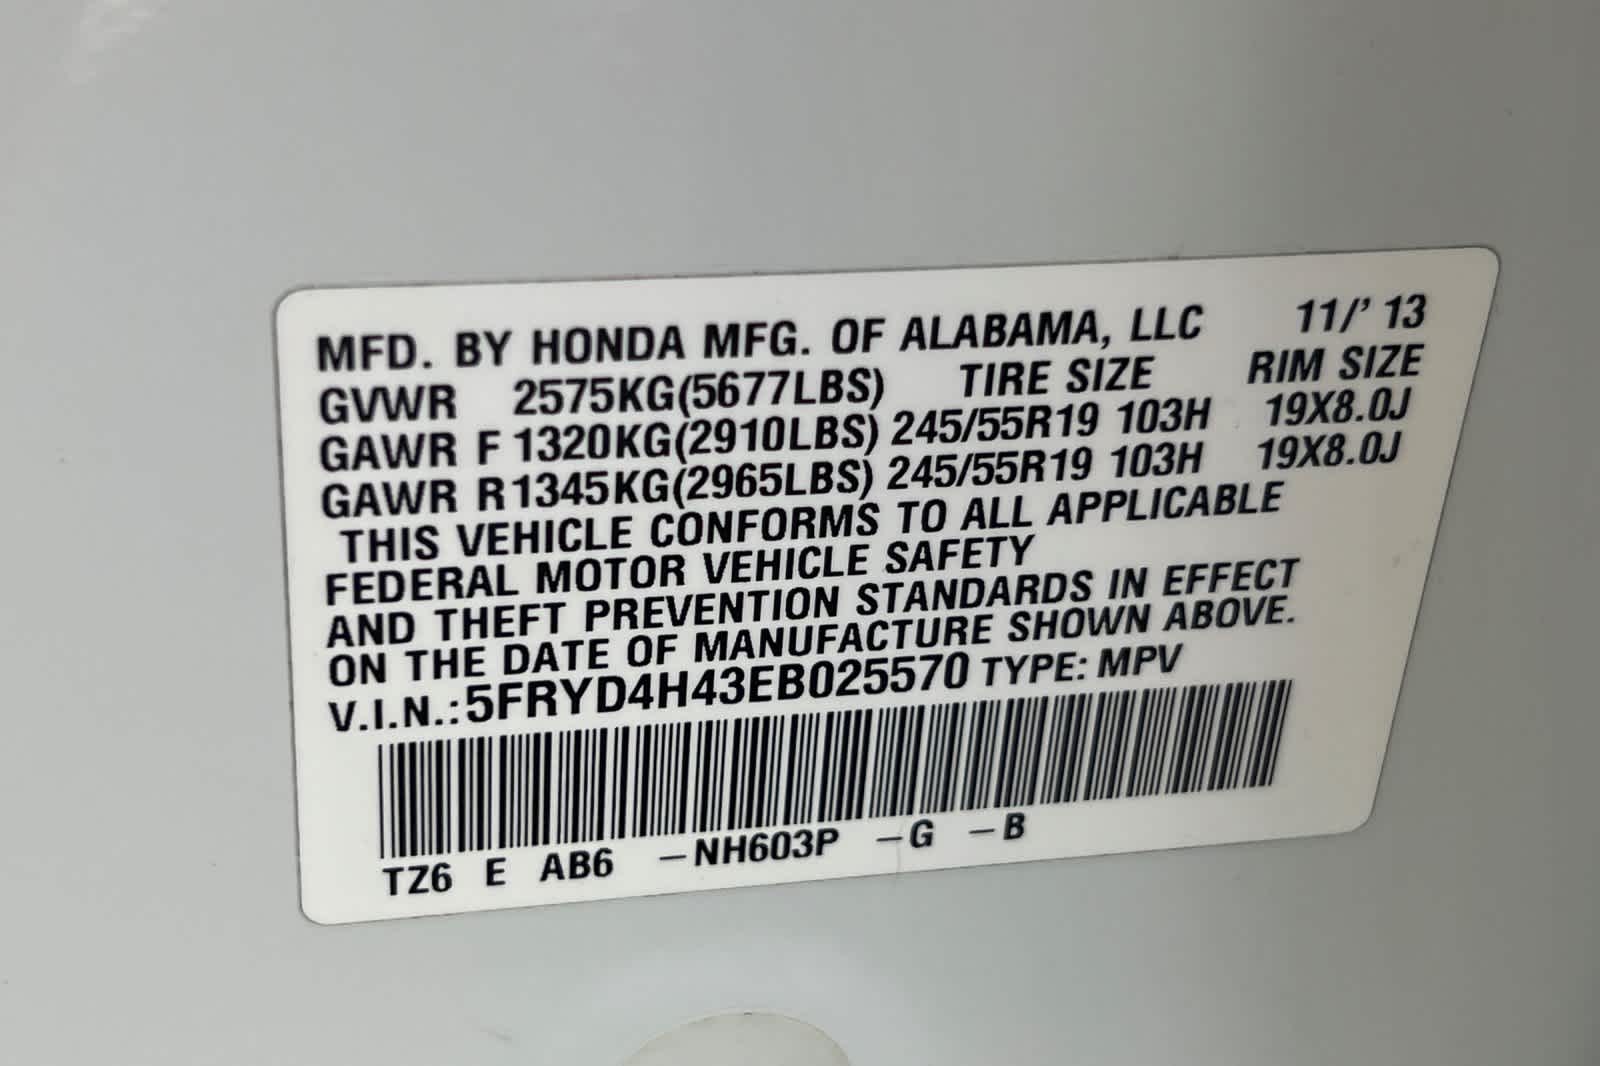 MFD. BY HONDA MFG. OF ALABAMA, LLC 11/' 13
GVWR 2575KG(5677LBS) TIRE SIZE RIM SIZE
GAWR F 1320KG(2910LBS) 245/55R19 103H 19X8.0J
GAWR R 1345KG(2965LBS) 245/55R19 103H 19X8.0J
THIS VEHICLE CONFORMS TO ALL APPLICABLE
FEDERAL MOTOR VEHICLE SAFETY
AND THEFT PREVENTION STANDARDS IN EFFECT
ON THE DATE OF MANUFACTURE SHOWN ABOVE.
V.I.N.: 5FRYD4H43EB025570 TYPE: MPV
TZ6 E AB6 –NH603P –G –B